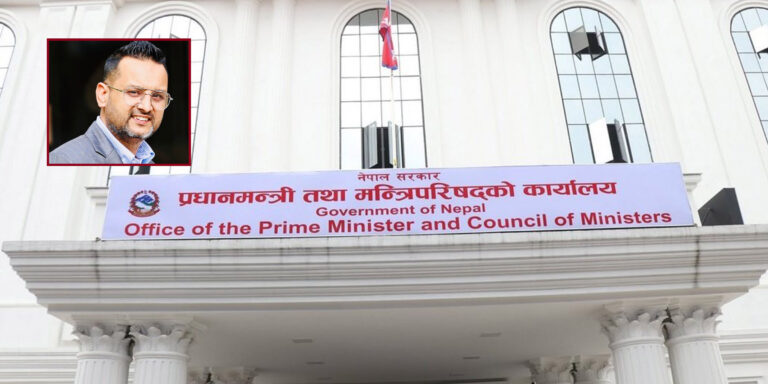 नेपाल सरकार
प्रधानमन्त्री तथा मन्त्रिपरिषद्को कार्यालय
Government of Nepal
Office of the Prime Minister and Council of Ministers